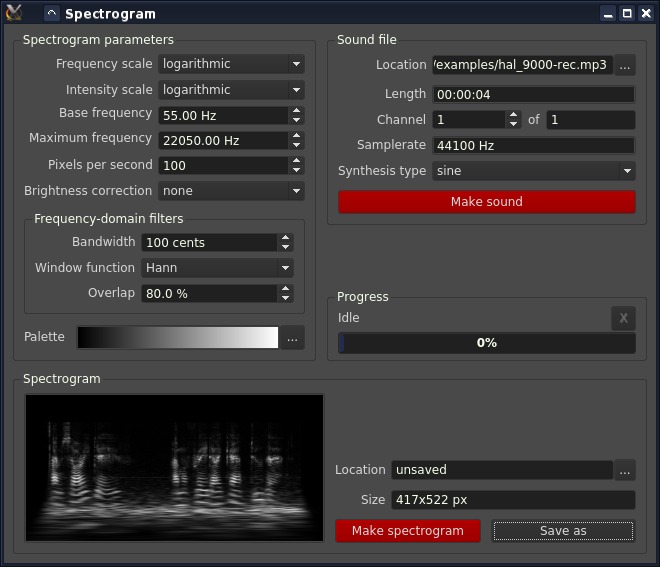 Spectrogram
Spectrogram parameters
Frequency scale logarithmic
Intensity scale logarithmic
Base frequency 55.00 Hz
Maximum frequency 22050.00 Hz
Pixels per second 100
Brightness correction none
Frequency-domain filters
Bandwidth 100 cents
Window function Hann
Overlap 80.0 %
Palette ...
Sound file
Location /examples/hal_9000-rec.mp3 ...
Length 00:00:04
Channel 1 of 1
Samplerate 44100 Hz
Synthesis type sine
Make sound
Progress
Idle X
0%
Spectrogram
Location unsaved ...
Size 417x522 px
Make spectrogram Save as